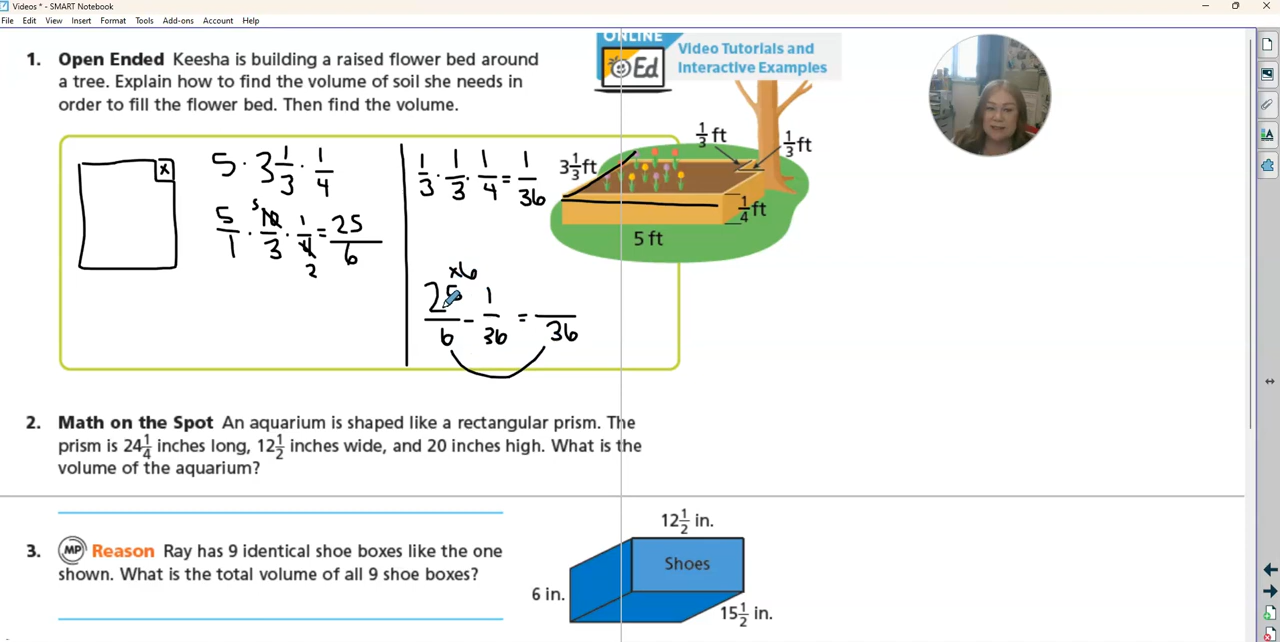 Videos * - SMART Notebook
File Edit View Insert Format Tools Add-ons Account Help
1. Open Ended Keesha is building a raised flower bed around
a tree. Explain how to find the volume of soil she needs in
order to fill the flower bed. Then find the volume.
ONLINE
Ed
Video Tutorials and
Interactive Examples
x
5 · 3 1/3 · 1/4
5/1 · 10/3 · 1/4 = 25/6
5
2
1/3 · 1/3 · 1/4 = 1/36
x6
25/6 - 1/36 = /36
1/3 ft
1/3 ft
3 1/3 ft
1/4 ft
5 ft
2. Math on the Spot An aquarium is shaped like a rectangular prism. The
prism is 24 1/4 inches long, 12 1/2 inches wide, and 20 inches high. What is the
volume of the aquarium?
3. MP Reason Ray has 9 identical shoe boxes like the one
shown. What is the total volume of all 9 shoe boxes?
12 1/2 in.
Shoes
6 in.
15 1/2 in.